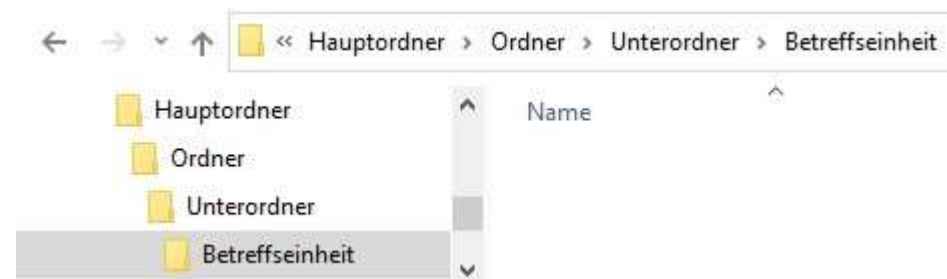 « Hauptordner > Ordner > Unterordner > Betreffseinheit
Hauptordner
Name
Ordner
Unterordner
Betreffseinheit